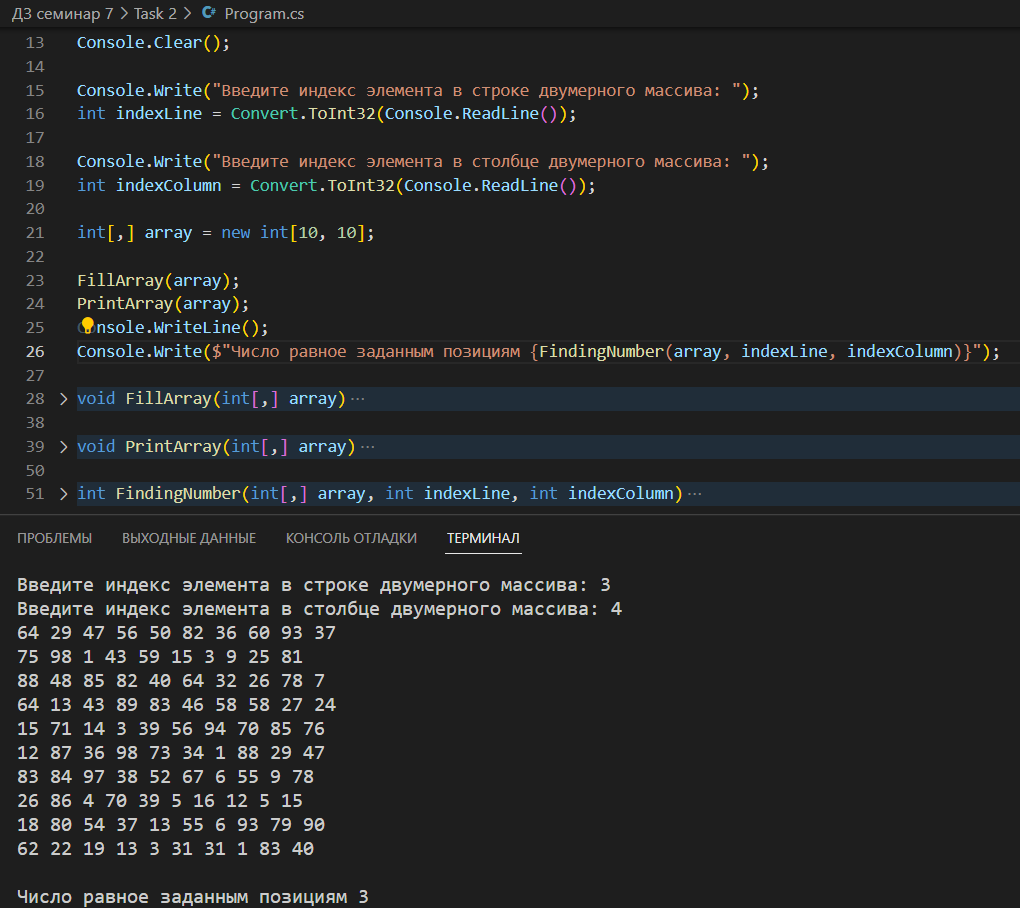 ДЗ семинар 7 > Task 2 > C# Program.cs
13 Console.Clear();
14
15 Console.Write("Введите индекс элемента в строке двумерного массива: ");
16 int indexLine = Convert.ToInt32(Console.ReadLine());
17
18 Console.Write("Введите индекс элемента в столбце двумерного массива: ");
19 int indexColumn = Convert.ToInt32(Console.ReadLine());
20
21 int[,] array = new int[10, 10];
22
23 FillArray(array);
24 PrintArray(array);
25 Console.WriteLine();
26 Console.Write($"Число равное заданным позициям {FindingNumber(array, indexLine, indexColumn)}");
27
28 > void FillArray(int[,] array) ...
38
39 > void PrintArray(int[,] array) ...
50
51 > int FindingNumber(int[,] array, int indexLine, int indexColumn) ...
ПРОБЛЕМЫ ВЫХОДНЫЕ ДАННЫЕ КОНСОЛЬ ОТЛАДКИ ТЕРМИНАЛ
Введите индекс элемента в строке двумерного массива: 3
Введите индекс элемента в столбце двумерного массива: 4
64 29 47 56 50 82 36 60 93 37
75 98 1 43 59 15 3 9 25 81
88 48 85 82 40 64 32 26 78 7
64 13 43 89 83 46 58 58 27 24
15 71 14 3 39 56 94 70 85 76
12 87 36 98 73 34 1 88 29 47
83 84 97 38 52 67 6 55 9 78
26 86 4 70 39 5 16 12 5 15
18 80 54 37 13 55 6 93 79 90
62 22 19 13 3 31 31 1 83 40
Число равное заданным позициям 3